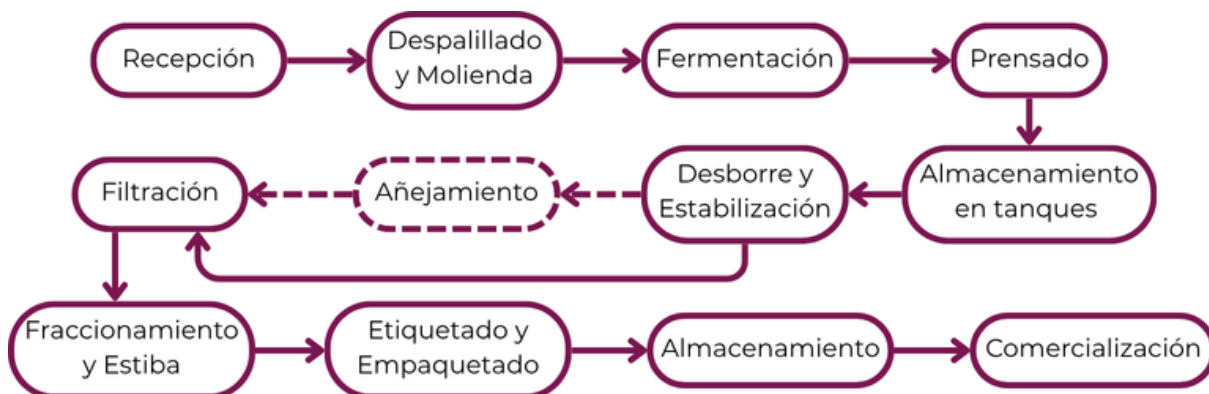 Recepción
Despalillado
y Molienda
Fermentación
Prensado
Almacenamiento
en tanques
Desborre y
Estabilización
Añejamiento
Filtración
Fraccionamiento
y Estiba
Etiquetado y
Empaquetado
Almacenamiento
Comercialización